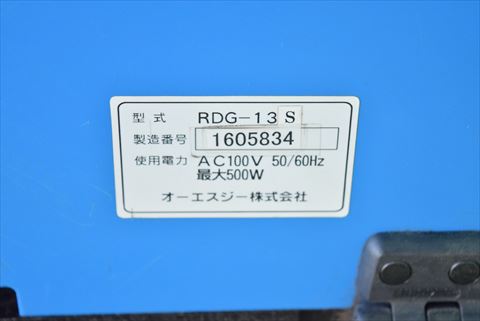 型式 RDG-13 S
製造番号 1605834
使用電力 AC100V 50/60Hz
最大500W
オーエスジー株式会社